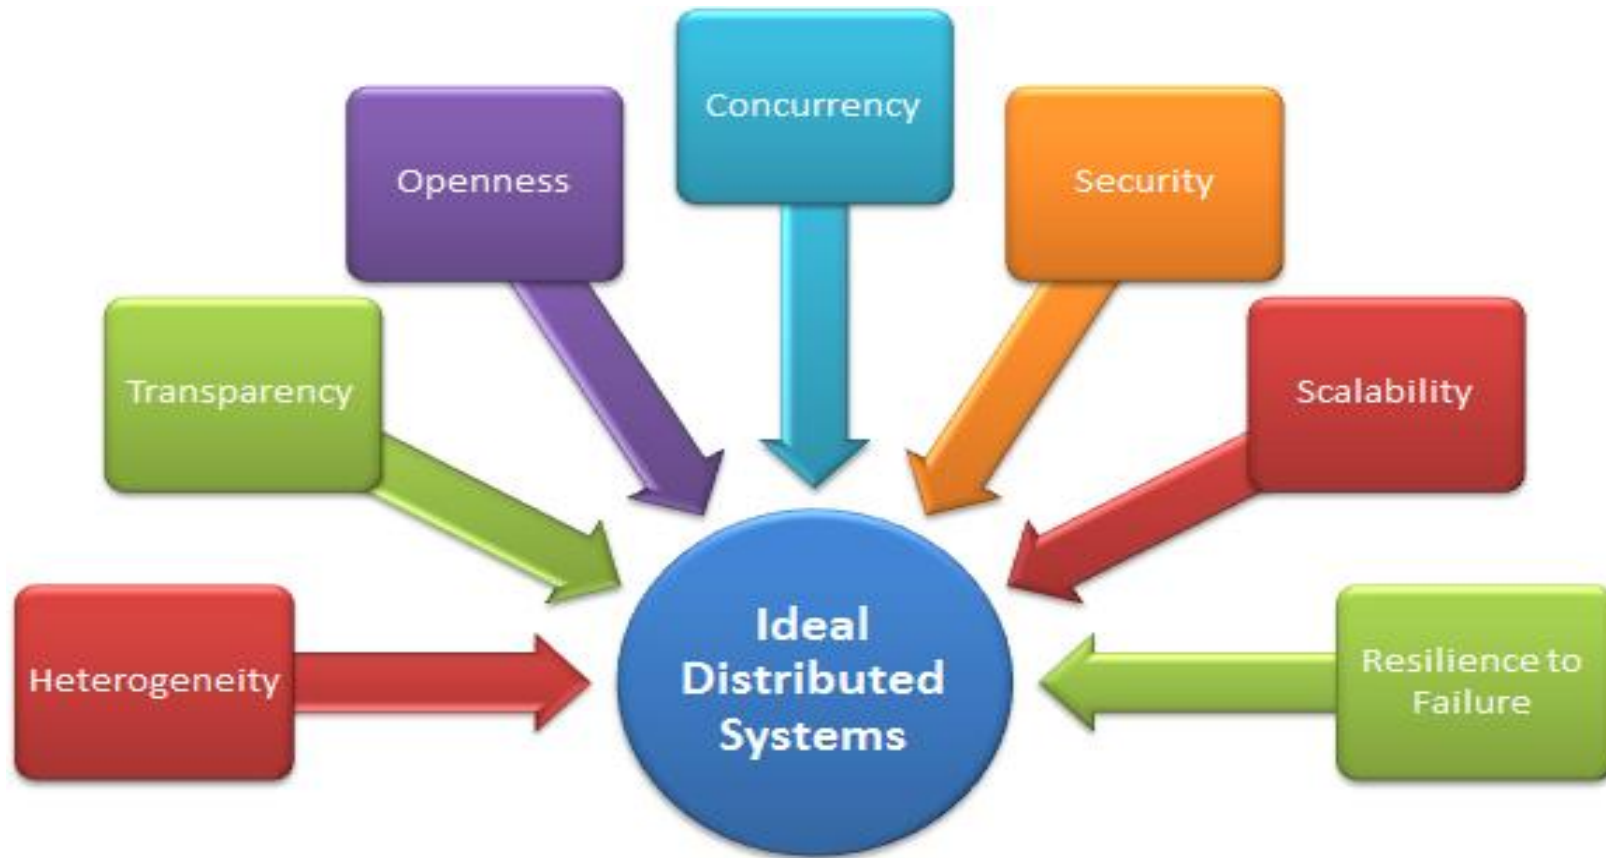 Concurrency
Openness
Security
Transparency
Scalability
Heterogeneity
Ideal
Distributed
Systems
Resilience to
Failure